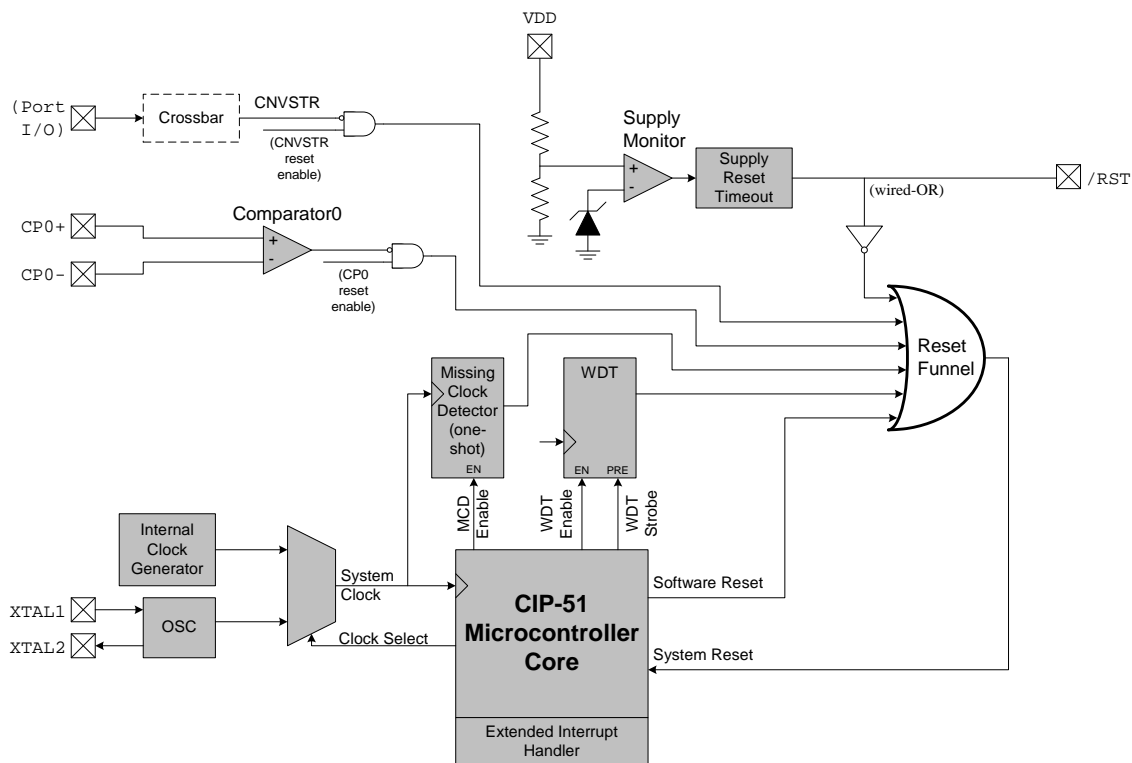 VDD
(Port
I/O)
Crossbar
CNVSTR
(CNVSTR
reset
enable)
Supply
Monitor
+
-
Supply
Reset
Timeout
(wired-OR)
/RST
CP0+
CP0-
Comparator0
+
-
(CP0
reset
enable)
Reset
Funnel
Missing
Clock
Detector
(one-
shot)
EN
WDT
EN
PRE
MCD
Enable
WDT
Enable
WDT
Strobe
Internal
Clock
Generator
System
Clock
XTAL1
XTAL2
OSC
Clock Select
CIP-51
Microcontroller
Core
Software Reset
System Reset
Extended Interrupt
Handler